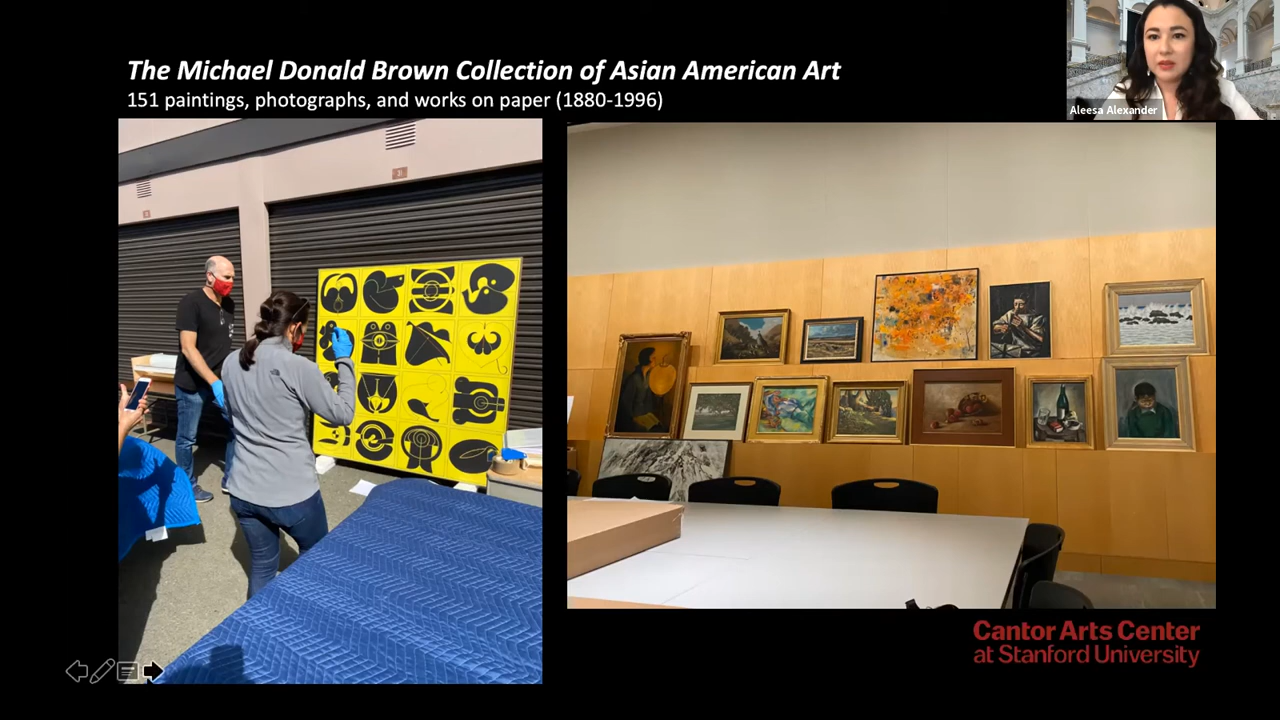 The Michael Donald Brown Collection of Asian American Art
151 paintings, photographs, and works on paper (1880-1996)
Aleesa Alexander
Cantor Arts Center
at Stanford University